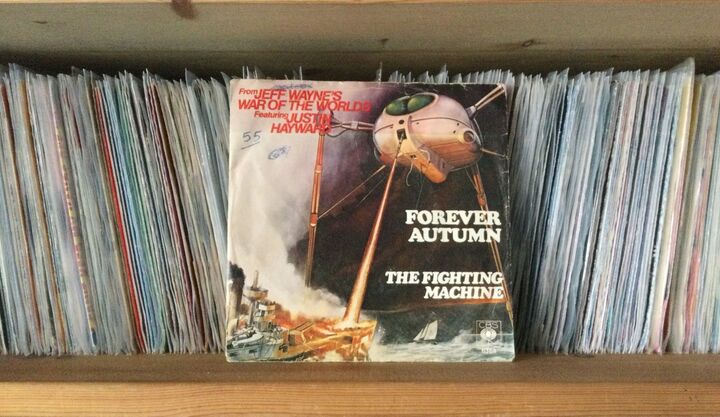 From JEFF WAYNE'S
WAR OF THE WORLDS
Featuring JUSTIN
HAYWARD
55
FOREVER
AUTUMN
THE FIGHTING
MACHINE
CBS